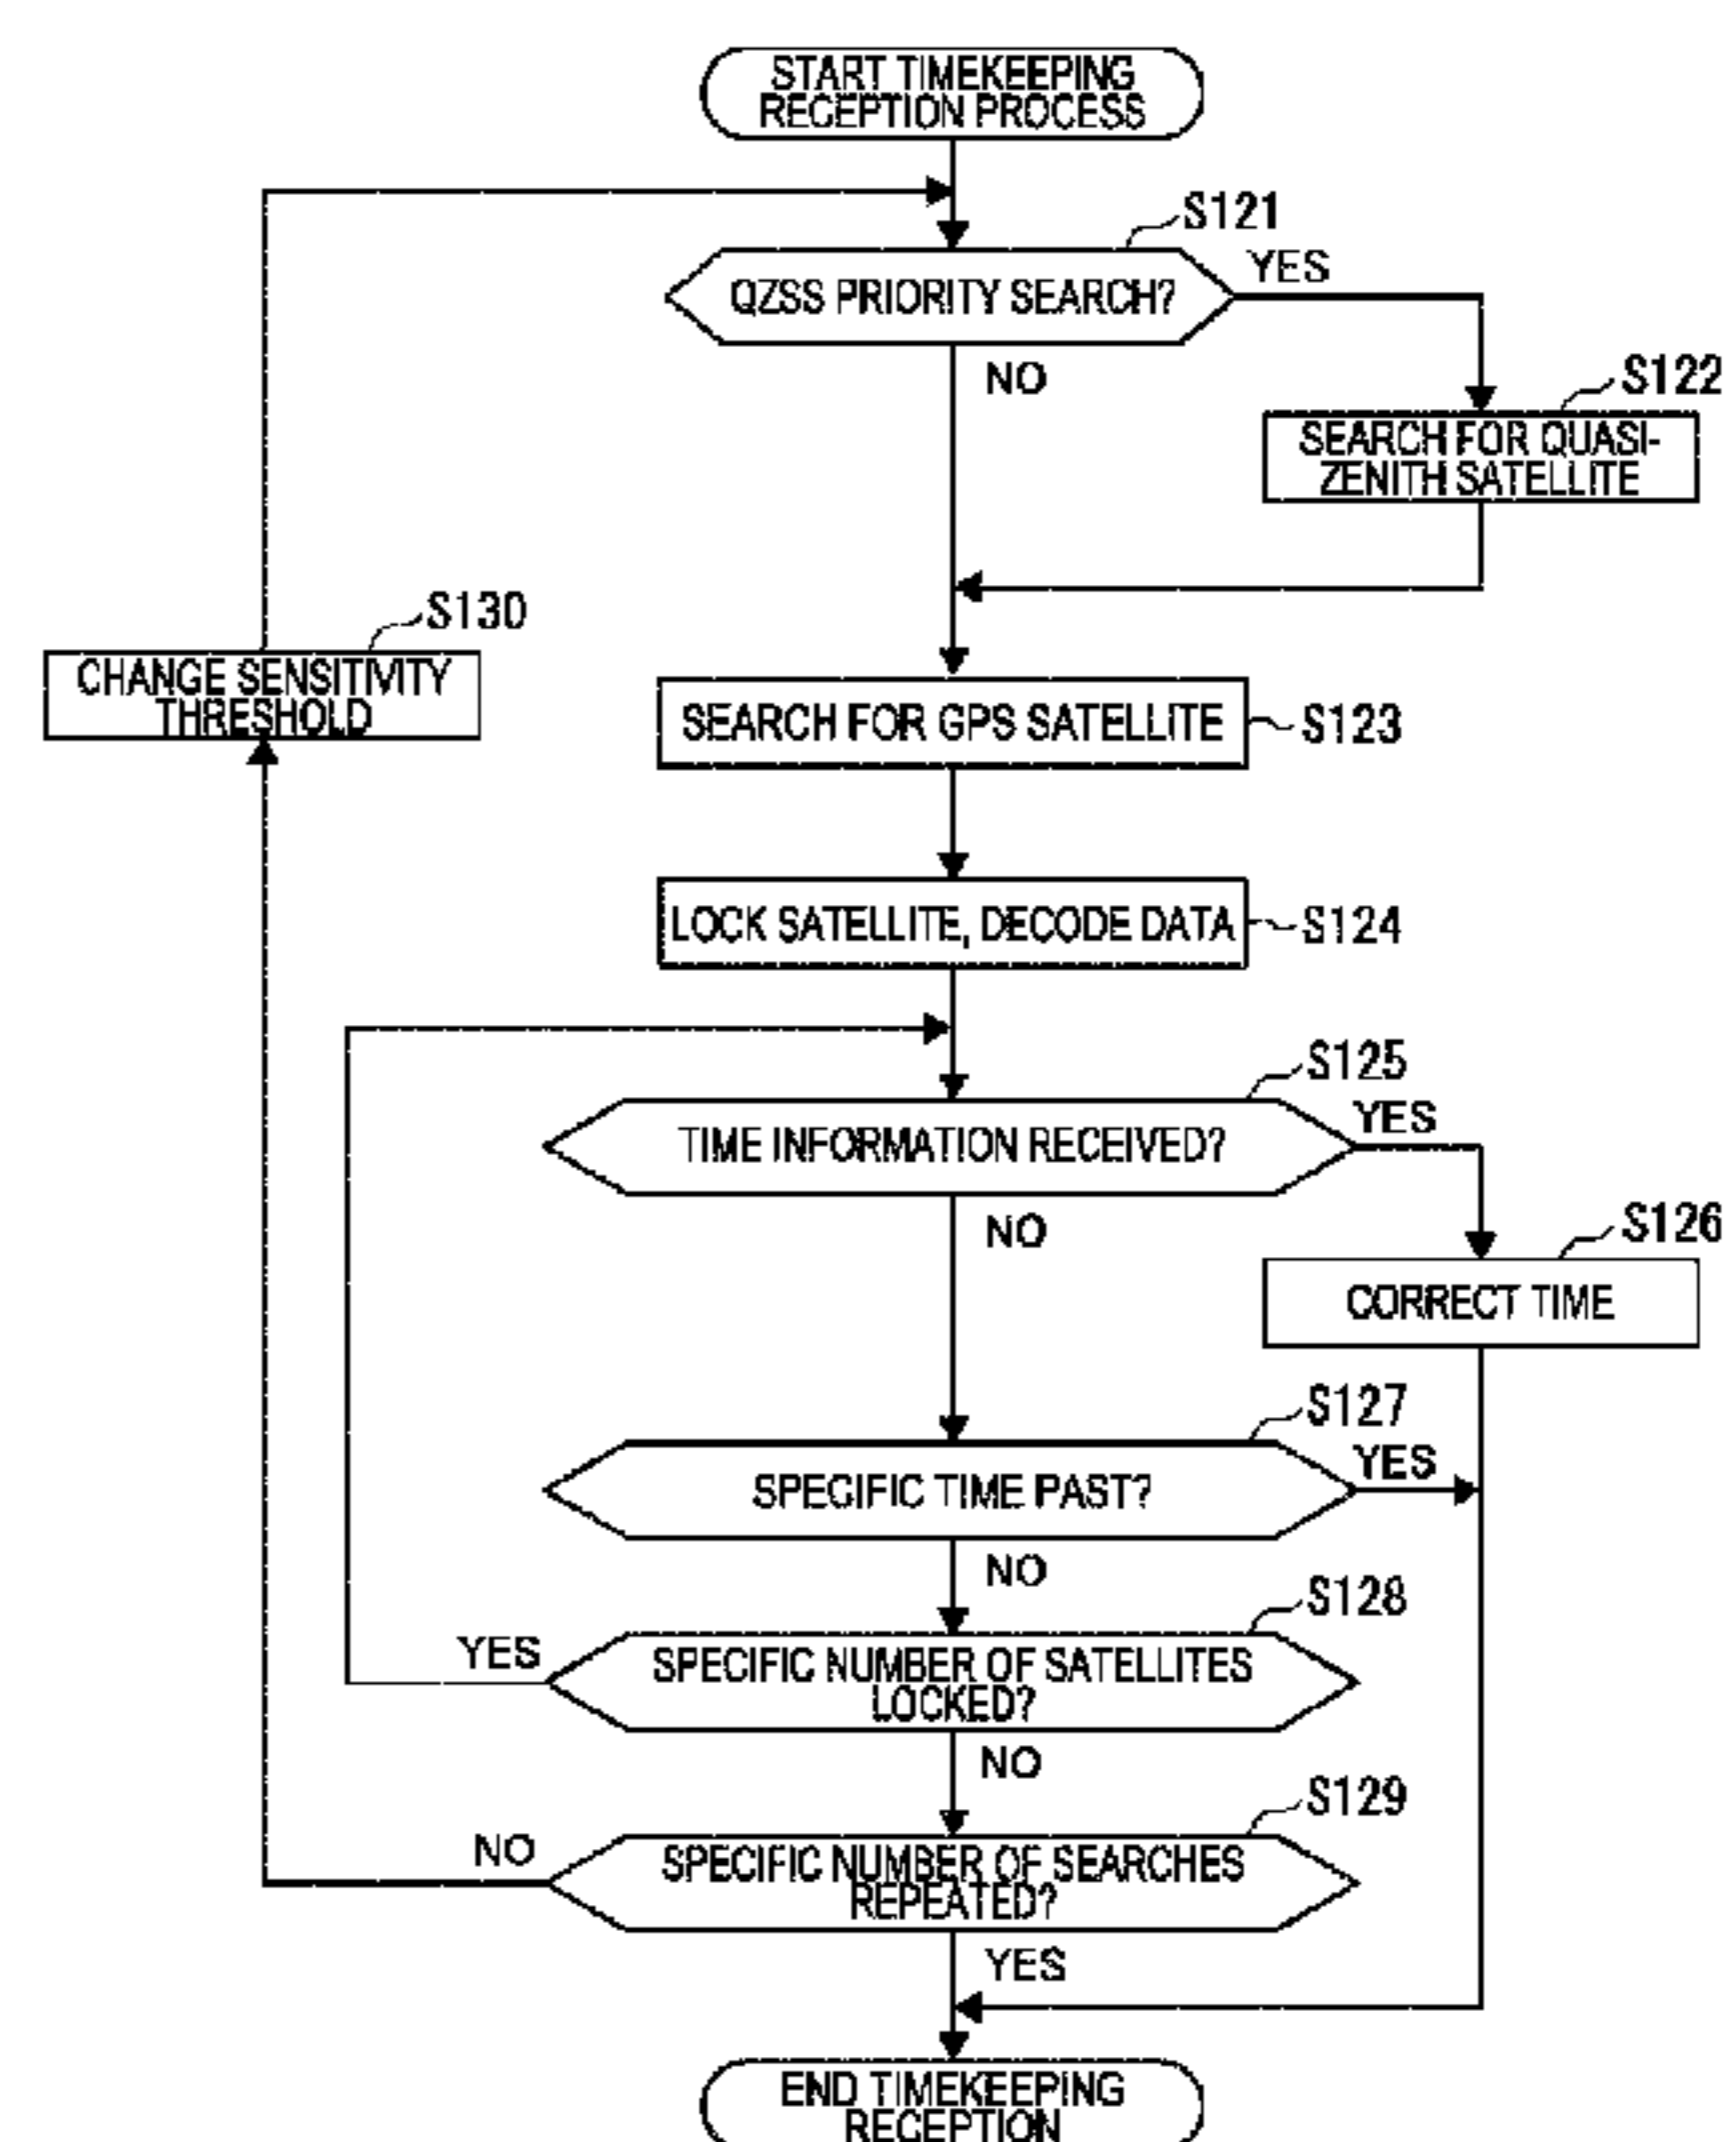 START TIMEKEEPING
RECEPTION PROCESS
S121
QZSS PRIORITY SEARCH?
YES
NO
S122
SEARCH FOR QUASI-
ZENITH SATELLITE
S130
CHANGE SENSITIVITY
THRESHOLD
SEARCH FOR GPS SATELLITE
S123
LOCK SATELLITE, DECODE DATA
S124
S125
TIME INFORMATION RECEIVED?
YES
NO
S126
CORRECT TIME
S127
SPECIFIC TIME PAST?
YES
NO
S128
YES
SPECIFIC NUMBER OF SATELLITES
LOCKED?
NO
S129
NO
SPECIFIC NUMBER OF SEARCHES
REPEATED?
YES
END TIMEKEEPING
RECEPTION